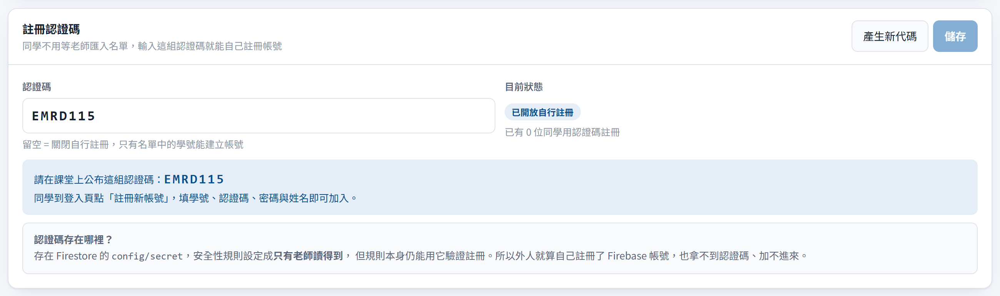 註冊認證碼
同學不用等老師匯入名單，輸入這組認證碼就能自己註冊帳號
產生新代碼
儲存
認證碼
EMRD115
留空 = 關閉自行註冊，只有名單中的學號能建立帳號
目前狀態
已開放自行註冊
已有 0 位同學用認證碼註冊
請在課堂上公布這組認證碼：EMRD115
同學到登入頁點「註冊新帳號」，填學號、認證碼、密碼與姓名即可加入。
認證碼存在哪裡？
存在 Firestore 的 config/secret，安全性規則設定成只有老師讀得到， 但規則本身仍能用它驗證註冊。所以外人就算自己註冊了 Firebase 帳號，也拿不到認證碼、加不進來。